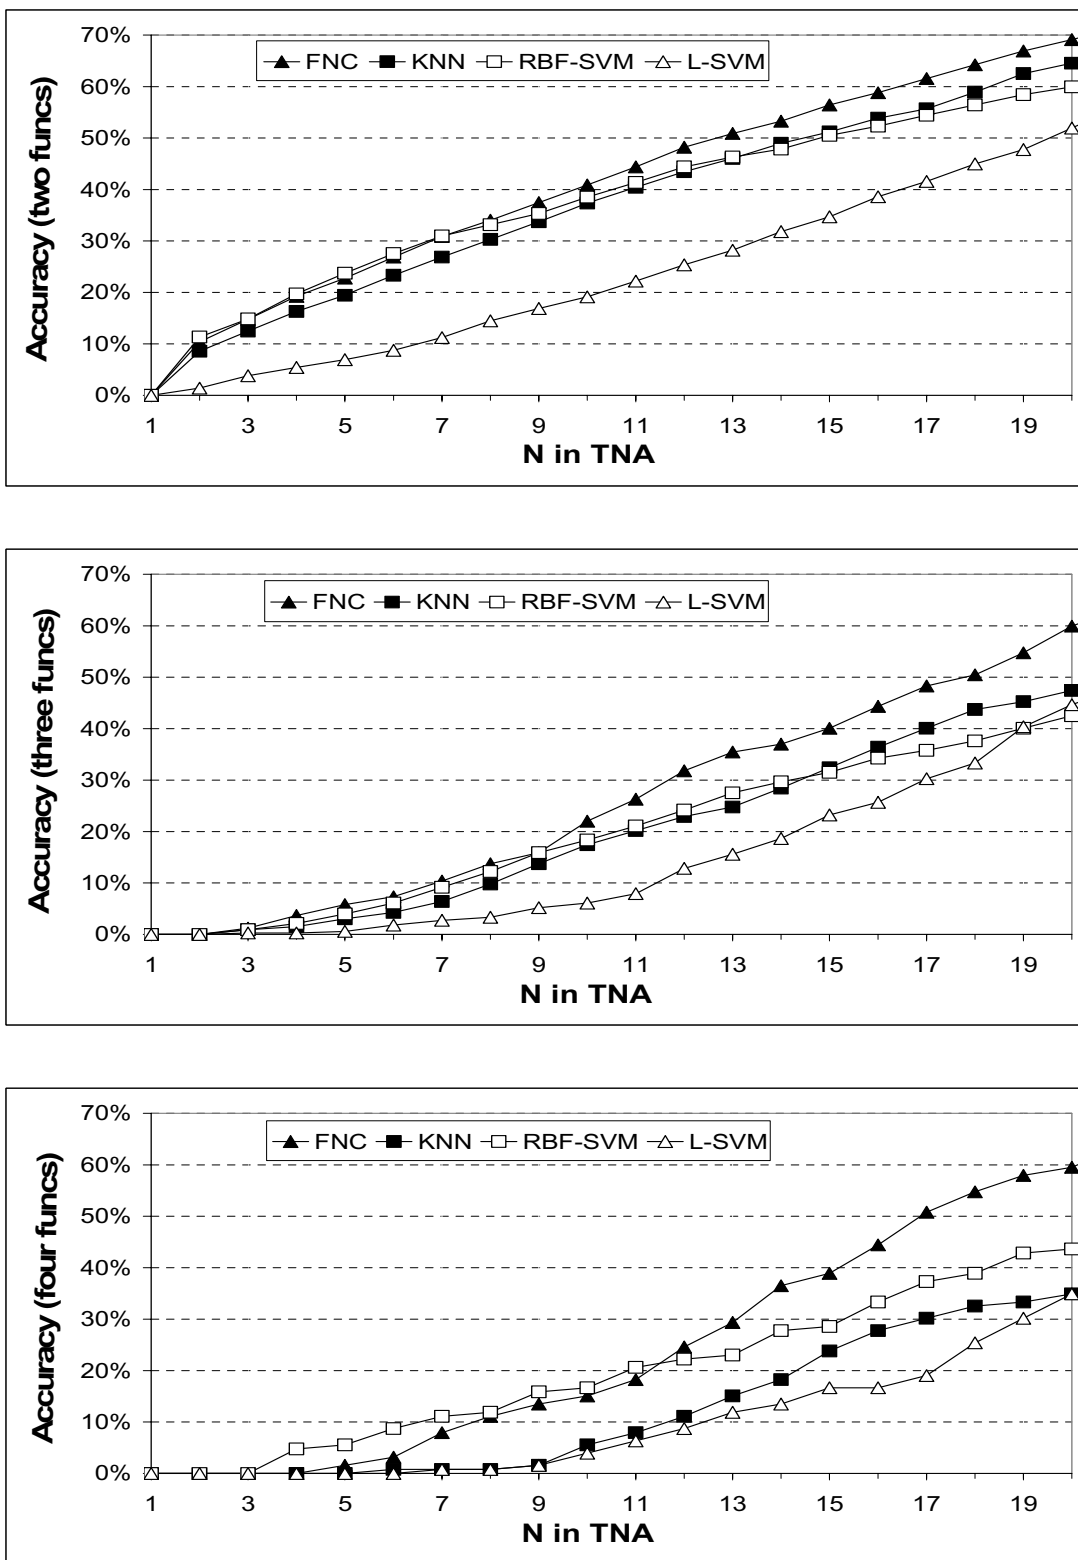 70%
FNC KNN RBF-SVM L-SVM
60%
50%
40%
30%
20%
10%
0%
Accuracy (two funcs)
1 3 5 7 9 11 13 15 17 19
N in TNA
70%
FNC KNN RBF-SVM L-SVM
60%
50%
40%
30%
20%
10%
0%
Accuracy (three funcs)
1 3 5 7 9 11 13 15 17 19
N in TNA
70%
FNC KNN RBF-SVM L-SVM
60%
50%
40%
30%
20%
10%
0%
Accuracy (four funcs)
1 3 5 7 9 11 13 15 17 19
N in TNA